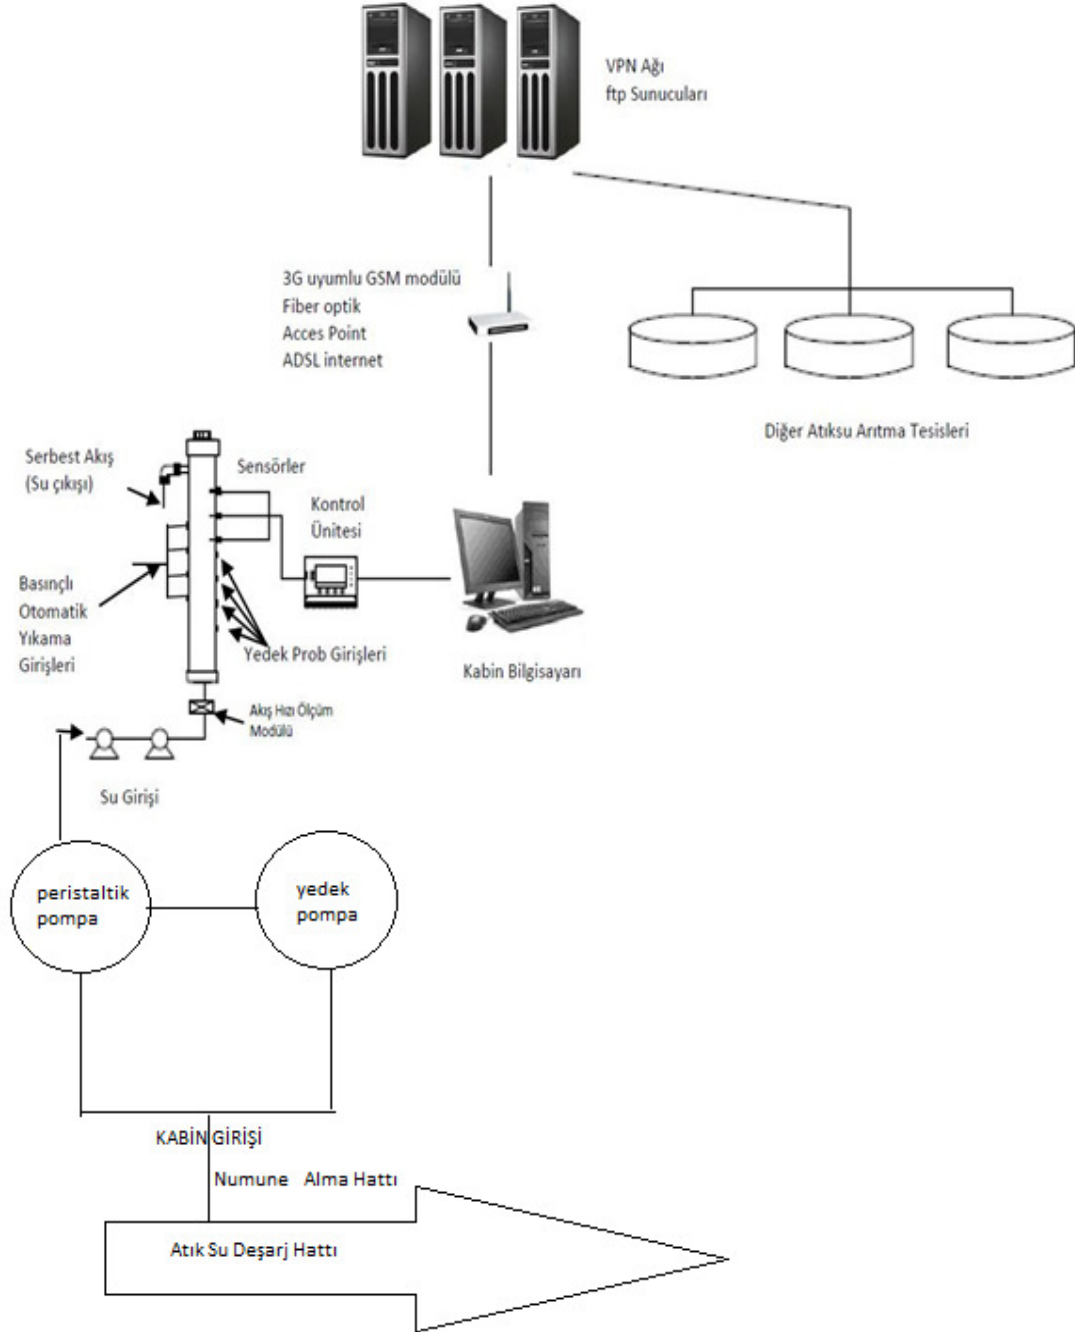 VPN Ağı
ftp Sunucuları
3G uyumlu GSM modülü
Fiber optik
Acces Point
ADSL internet
Diğer Atıksu Arıtma Tesisleri
Serbest Akış
(Su çıkışı)
Sensörler
Kontrol
Ünitesi
Basınçlı
Otomatik
Yıkama
Girişleri
Yedek Prob Girişleri
Kabin Bilgisayarı
Akış Hızı Ölçüm
Modülü
Su Girişi
peristaltik
pompa
yedek
pompa
KABİN GİRİŞİ
Numune Alma Hattı
Atık Su Deşarj Hattı